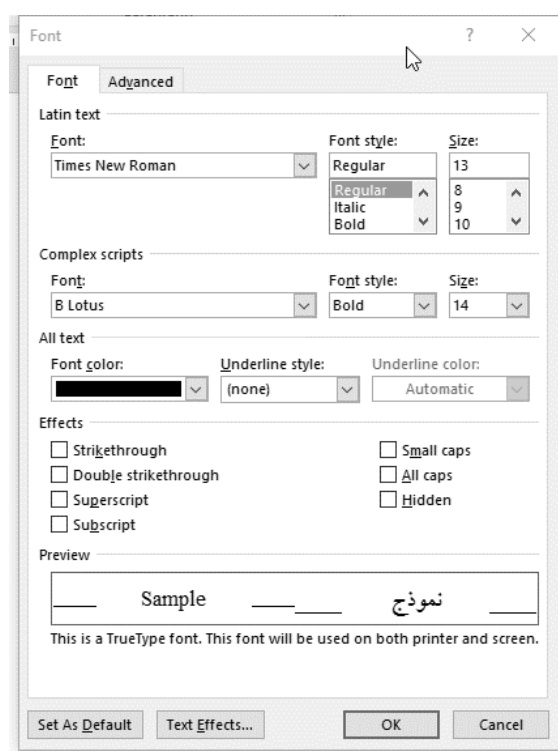 Font ?
Font Advanced
Latin text
Font: Font style: Size:
Times New Roman Regular 13
Regular 8
Italic 9
Bold 10
Complex scripts
Font: Font style: Size:
B Lotus Bold 14
All text
Font color: Underline style: Underline color:
(none) Automatic
Effects
Strikethrough Small caps
Double strikethrough All caps
Superscript Hidden
Subscript
Preview
Sample نموذج
This is a TrueType font. This font will be used on both printer and screen.
Set As Default Text Effects... OK Cancel